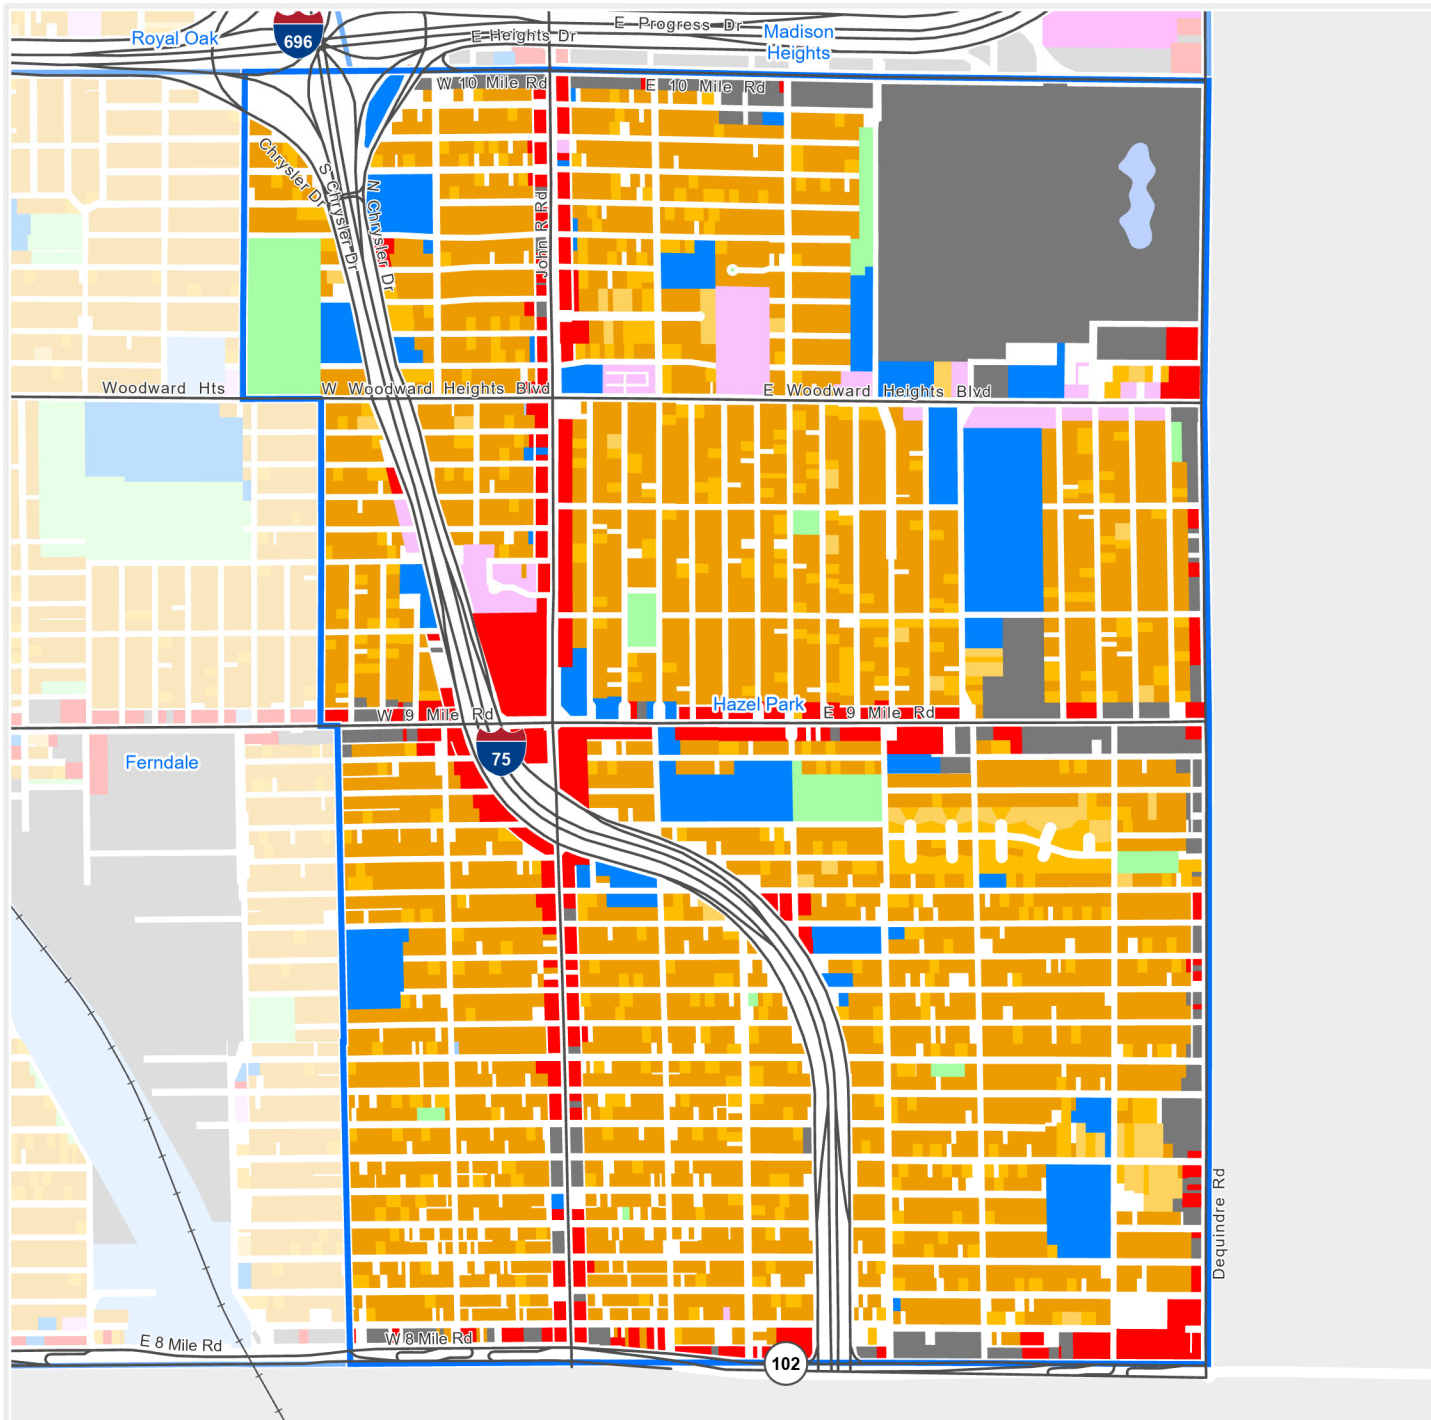 E Progress Dr
Royal Oak
696
E Heights Dr
Madison
Heights
W 10 Mile Rd
E 10 Mile Rd
Chrysler Dr
S Chrysler Dr
N Chrysler Dr
John R Rd
Woodward Hts
W Woodward Heights Blvd
E Woodward Heights Blvd
Hazel Park
W 9 Mile Rd
E 9 Mile Rd
75
Ferndale
Dequindre Rd
E 8 Mile Rd
W 8 Mile Rd
102